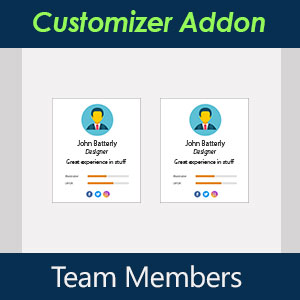 Customizer Addon
John Batterly
Designer
Great experience in stuff
John Batterly
Designer
Great experience in stuff
Team Members